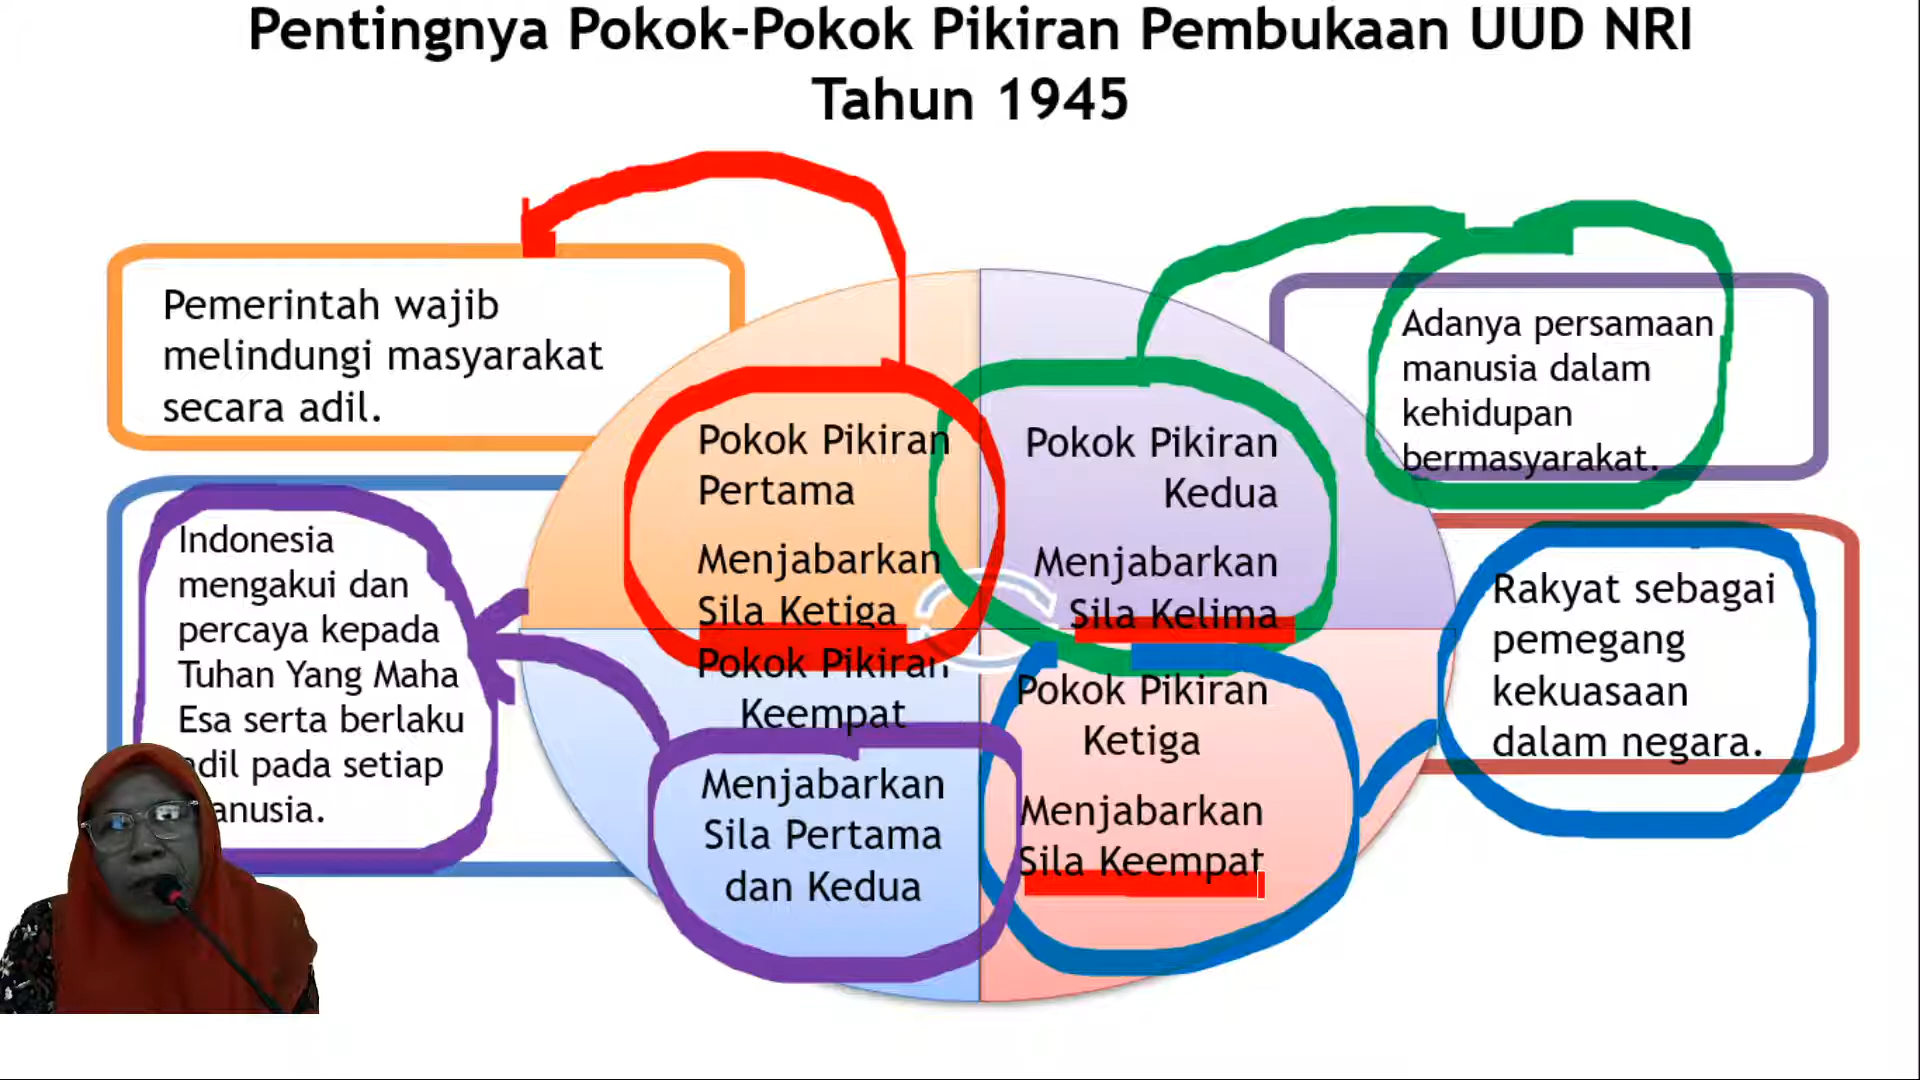 Pentingnya Pokok-Pokok Pikiran Pembukaan UUD NRI
Tahun 1945
Pemerintah wajib
melindungi masyarakat
secara adil.
Pokok Pikiran
Pertama
Menjabarkan
Sila Ketiga
Pokok Pikiran
Kedua
Menjabarkan
Sila Kelima
Adanya persamaan
manusia dalam
kehidupan
bermasyarakat.
Indonesia
mengakui dan
percaya kepada
Tuhan Yang Maha
Esa serta berlaku
adil pada setiap
anusia.
Pokok Pikiran
Keempat
Menjabarkan
Sila Pertama
dan Kedua
Pokok Pikiran
Ketiga
Menjabarkan
Sila Keempat
Rakyat sebagai
pemegang
kekuasaan
dalam negara.